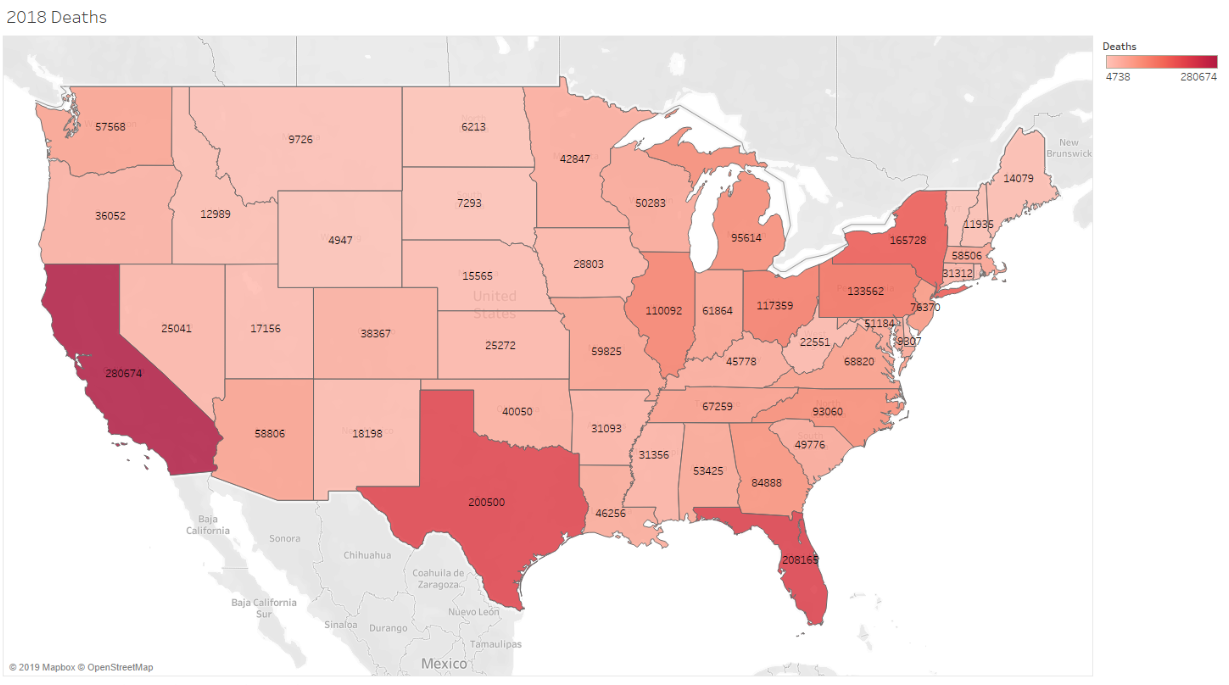 2018 Deaths
Deaths
4738
280674
57568
9726
6213
42847
New
Brunswick
14079
36052
12989
7293
50283
11935
4947
95614
165728
58506
31312
15565
28803
United
States
133562
76370
25041
17156
38367
110092
61864
117359
51184
9307
25272
59825
22551
45778
68820
280674
40050
67259
93060
58806
18198
31093
31356
53425
49776
84888
200500
46256
208165
Baja
California
Sonora
Chihuahua
Coahuila de
Zaragoza
Baja California
Sur
Sinaloa
Durango
Nuevo León
Tamaulipas
Mexico
© 2019 Mapbox © OpenStreetMap